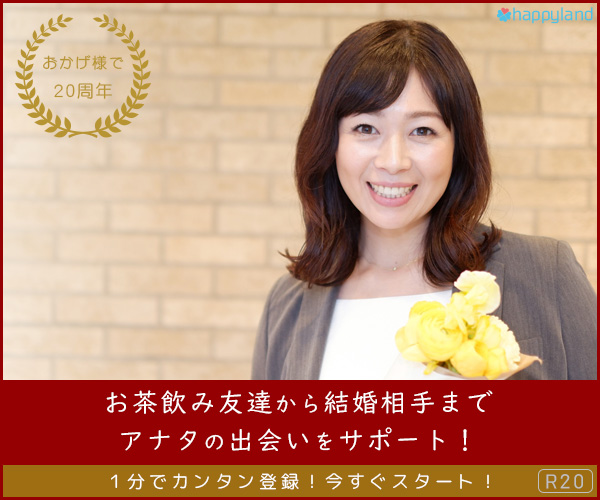 happyland
おかげ様で
20周年
お茶飲み友達から結婚相手まで
アナタの出会いをサポート！
1分でカンタン登録！今すぐスタート！
R20